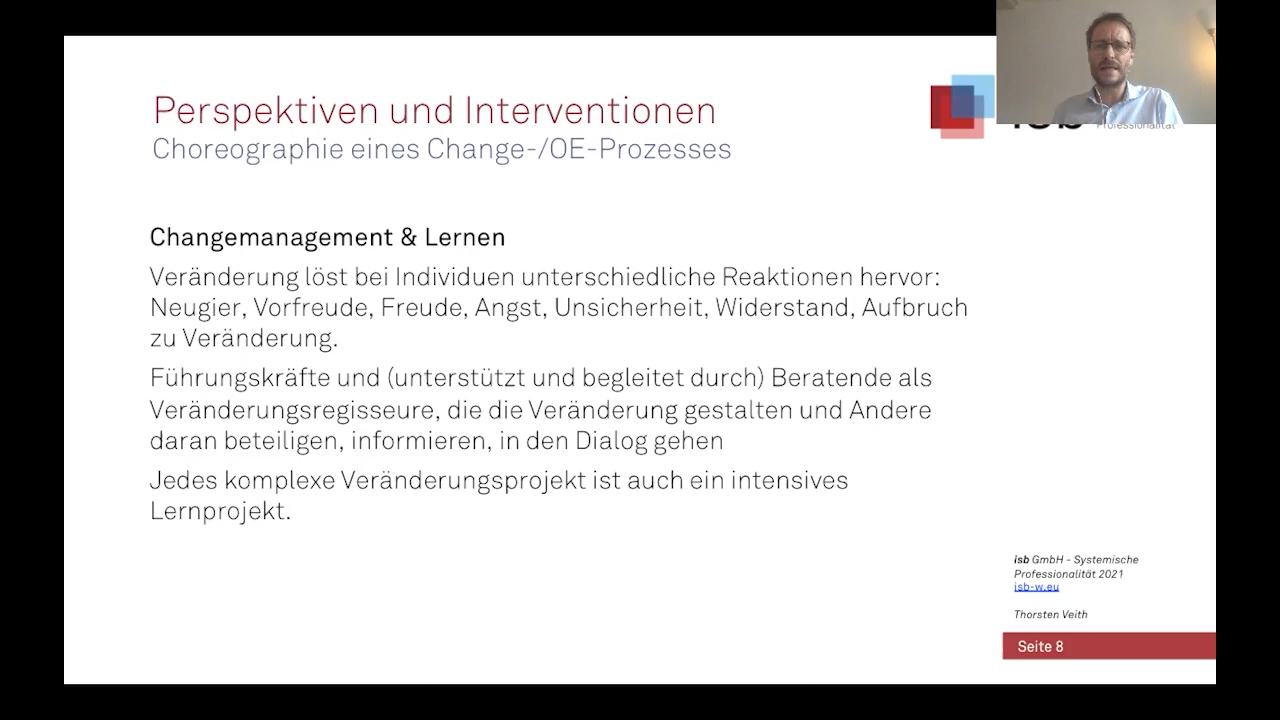 Perspektiven und Interventionen
Choreographie eines Change-/OE-Prozesses
Professionalität
Changemanagement & Lernen
Veränderung löst bei Individuen unterschiedliche Reaktionen hervor:
Neugier, Vorfreude, Freude, Angst, Unsicherheit, Widerstand, Aufbruch
zu Veränderung.
Führungskräfte und (unterstützt und begleitet durch) Beratende als
Veränderungsregisseure, die die Veränderung gestalten und Andere
daran beteiligen, informieren, in den Dialog gehen
Jedes komplexe Veränderungsprojekt ist auch ein intensives
Lernprojekt.
isb GmbH - Systemische
Professionalität 2021
isb-w.eu
Thorsten Veith
Seite 8